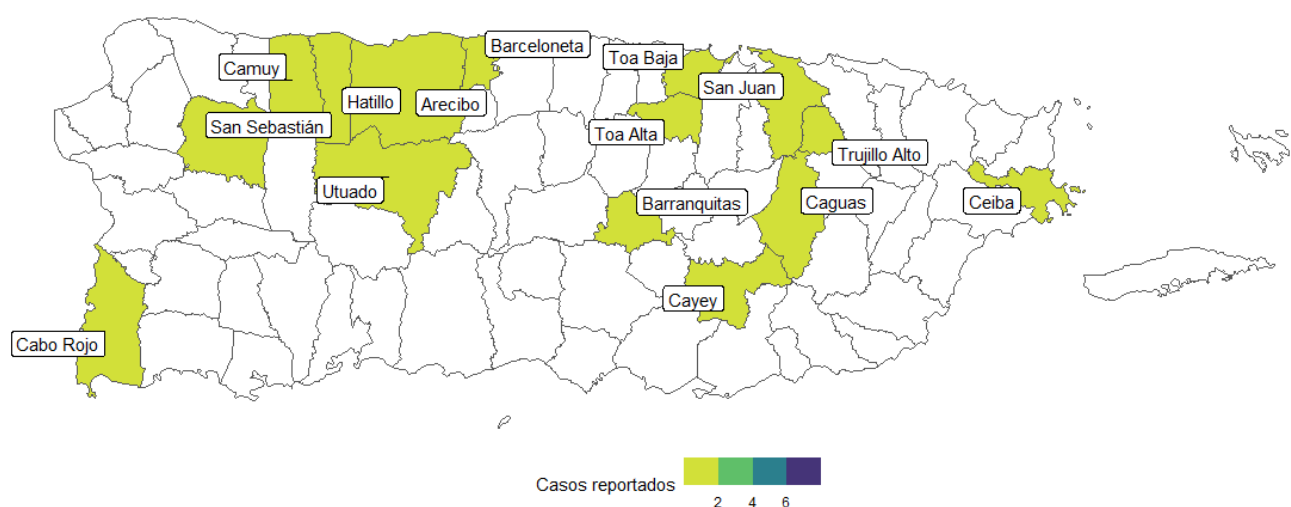 Barceloneta
Toa Baja
Camuy
San Juan
Hatillo
Arecibo
San Sebastián
Toa Alta
Trujillo Alto
Utuado
Barranquitas
Caguas
Ceiba
Cayey
Cabo Rojo
Casos reportados
2 4 6